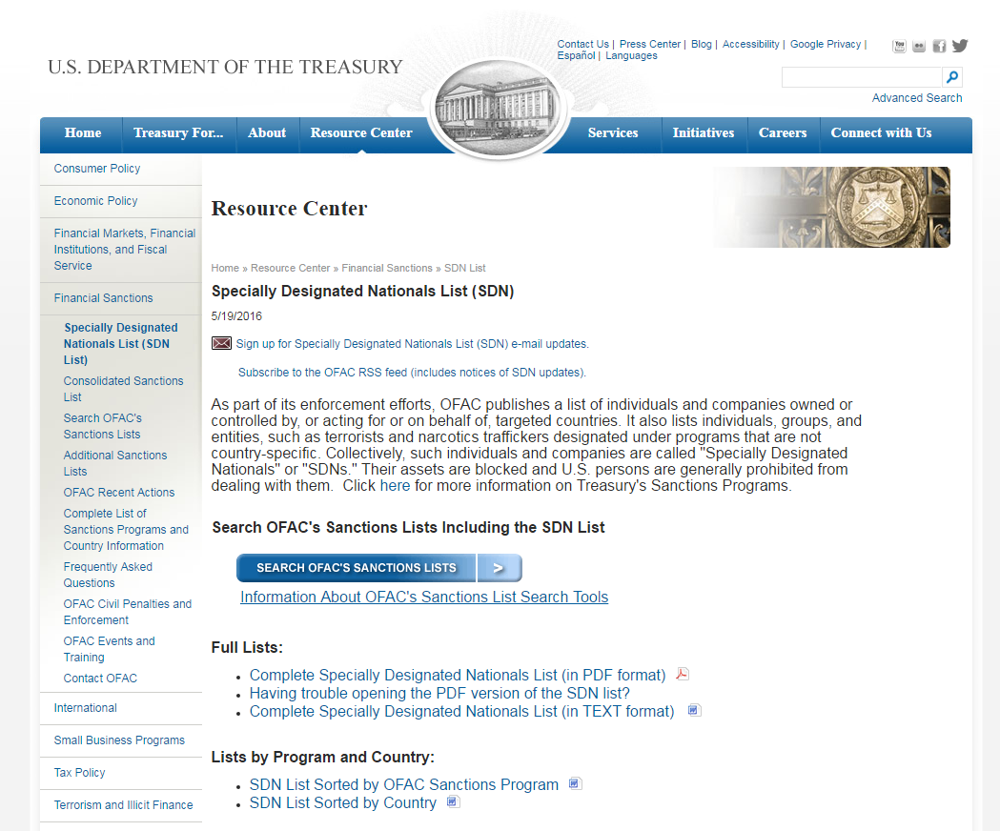 U.S. DEPARTMENT OF THE TREASURY
Contact Us | Press Center | Blog | Accessibility | Google Privacy |
Español | Languages
You
Advanced Search
Home Treasury For... About Resource Center Services Initiatives Careers Connect with Us
Consumer Policy
Economic Policy
Financial Markets, Financial
Institutions, and Fiscal
Service
Financial Sanctions
Specially Designated
Nationals List (SDN
List)
Consolidated Sanctions
List
Search OFAC's
Sanctions Lists
Additional Sanctions
Lists
OFAC Recent Actions
Complete List of
Sanctions Programs and
Country Information
Frequently Asked
Questions
OFAC Civil Penalties and
Enforcement
OFAC Events and
Training
Contact OFAC
International
Small Business Programs
Tax Policy
Terrorism and Illicit Finance
Resource Center
Home » Resource Center » Financial Sanctions » SDN List
Specially Designated Nationals List (SDN)
5/19/2016
Sign up for Specially Designated Nationals List (SDN) e-mail updates.
Subscribe to the OFAC RSS feed (includes notices of SDN updates).
As part of its enforcement efforts, OFAC publishes a list of individuals and companies owned or
controlled by, or acting for or on behalf of, targeted countries. It also lists individuals, groups, and
entities, such as terrorists and narcotics traffickers designated under programs that are not
country-specific. Collectively, such individuals and companies are called "Specially Designated
Nationals" or "SDNs." Their assets are blocked and U.S. persons are generally prohibited from
dealing with them.  Click here for more information on Treasury's Sanctions Programs.
Search OFAC's Sanctions Lists Including the SDN List
SEARCH OFAC'S SANCTIONS LISTS >
Information About OFAC's Sanctions List Search Tools
Full Lists:
• Complete Specially Designated Nationals List (in PDF format)
• Having trouble opening the PDF version of the SDN list?
• Complete Specially Designated Nationals List (in TEXT format)
Lists by Program and Country:
• SDN List Sorted by OFAC Sanctions Program
• SDN List Sorted by Country